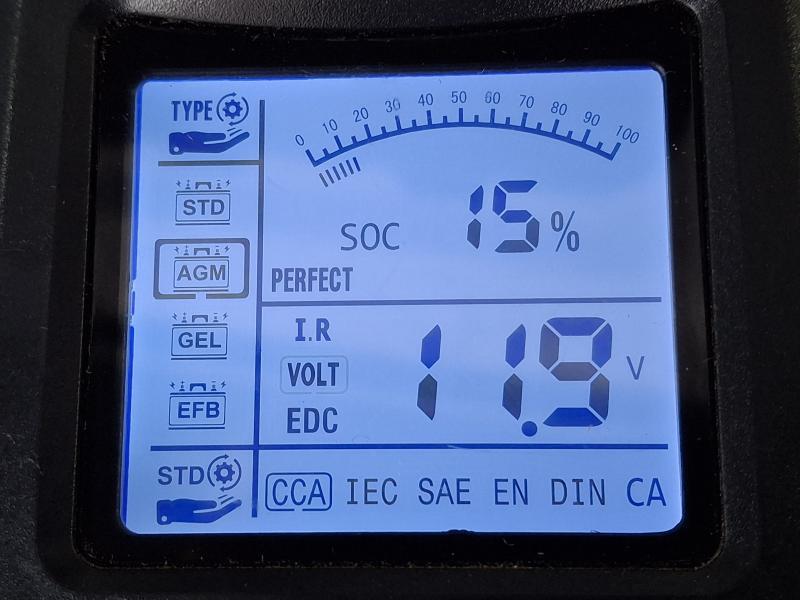 TYPE
0 10 20 30 40 50 60 70 80 90 100
STD
SOC 15%
AGM
PERFECT
GEL
I.R
VOLT 11.9 V
EFB
EDC
STD
CCA IEC SAE EN DIN CA